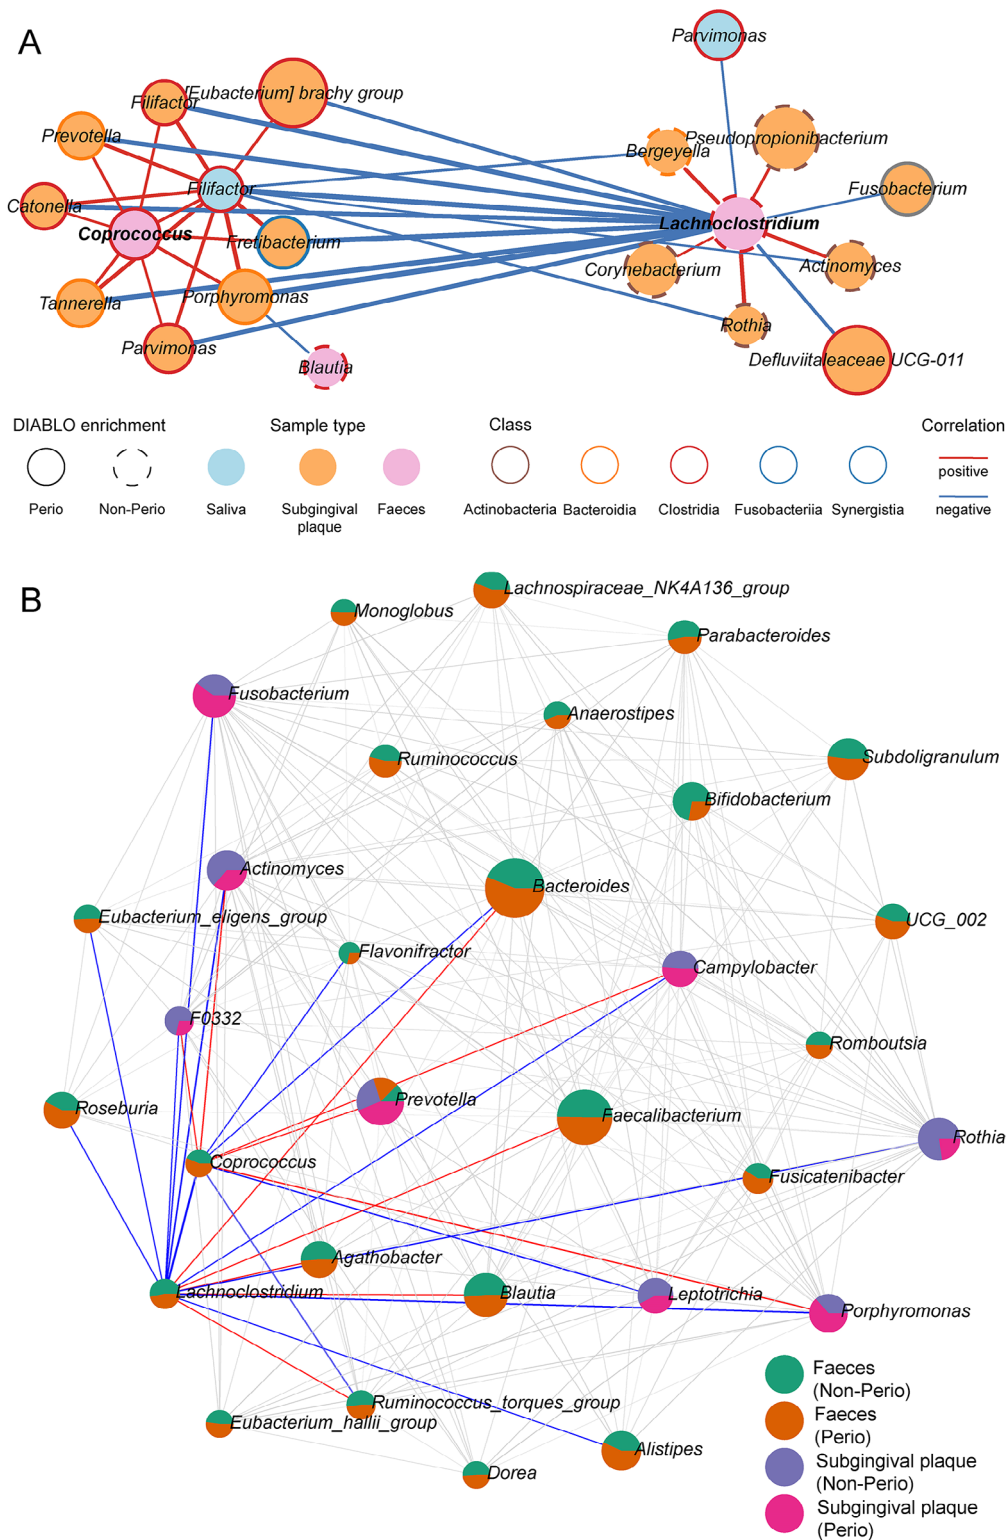 A
Parvimonas
[Eubacterium] brachy group
Filifactor
Prevotella
Pseudopropionibacterium
Bergeyella
Filifactor
Fusobacterium
Catonella
Lachnoclostridium
Coprococcus
Fretibacterium
Corynebacterium
Actinomyces
Tannerella
Porphyromonas
Rothia
Parvimonas
Blautia
Defluviitaleaceae UCG-011
DIABLO enrichment
Sample type
Class
Correlation
positive
Perio
Non-Perio
Saliva
Subgingival
plaque
Faeces
Actinobacteria
Bacteroidia
Clostridia
Fusobacteriia
Synergistia
negative
B
Lachnospiraceae_NK4A136_group
Monoglobus
Parabacteroides
Fusobacterium
Anaerostipes
Ruminococcus
Subdoligranulum
Bifidobacterium
Actinomyces
Bacteroides
Eubacterium_eligens_group
UCG_002
Flavonifractor
Campylobacter
F0332
Romboutsia
Prevotella
Roseburia
Faecalibacterium
Rothia
Coprococcus
Fusicatenibacter
Agathobacter
Lachnoclostridium
Blautia
Leptotrichia
Porphyromonas
Ruminococcus_torques_group
Eubacterium_hallii_group
Alistipes
Dorea
Faeces
(Non-Perio)
Faeces
(Perio)
Subgingival plaque
(Non-Perio)
Subgingival plaque
(Perio)